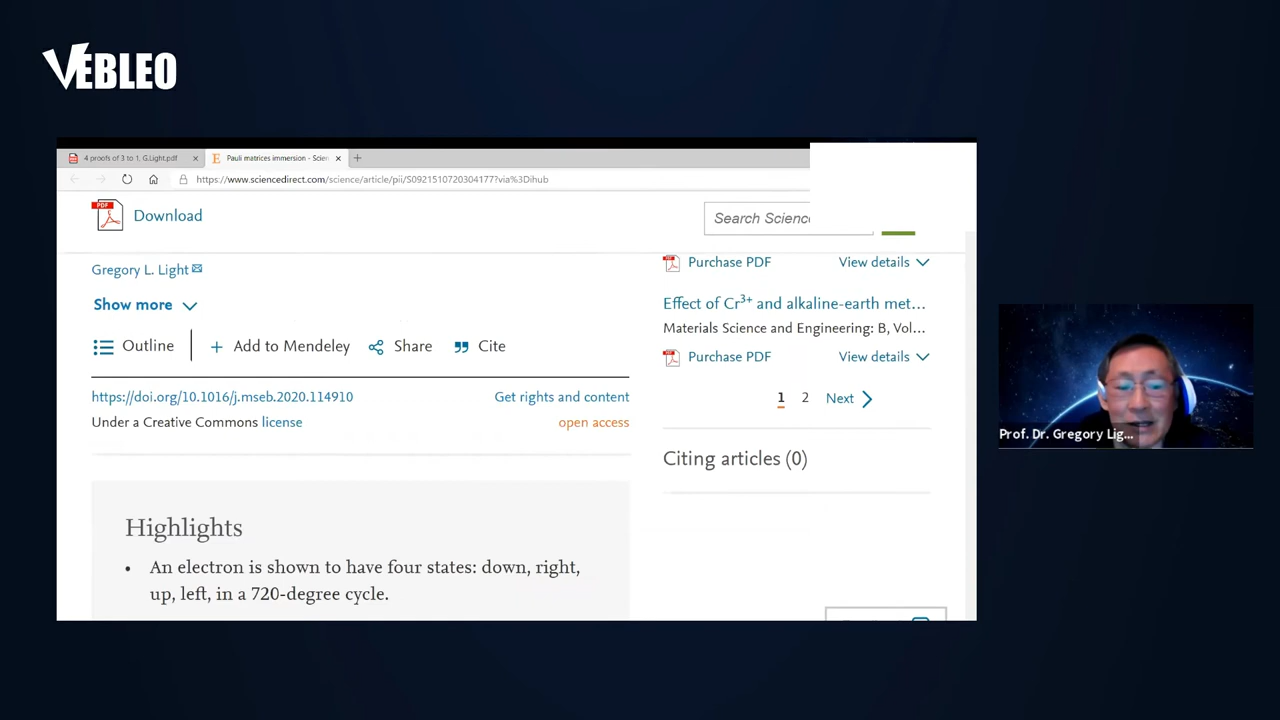 VEBLEO
4 proofs of 3 to 1, G.Light.pdf
Pauli matrices immersion - Scien
https://www.sciencedirect.com/science/article/pii/S0921510720304177?via%3Dihub
PDF
Download
Search Scienc
Gregory L. Light
Show more
Outline
Add to Mendeley
Share
Cite
https://doi.org/10.1016/j.mseb.2020.114910
Get rights and content
Under a Creative Commons license
open access
Highlights
• An electron is shown to have four states: down, right,
up, left, in a 720-degree cycle.
Purchase PDF
View details
Effect of Cr3+ and alkaline-earth met...
Materials Science and Engineering: B, Vol...
Purchase PDF
View details
1 2 Next
Citing articles (0)
Prof. Dr. Gregory Lig...